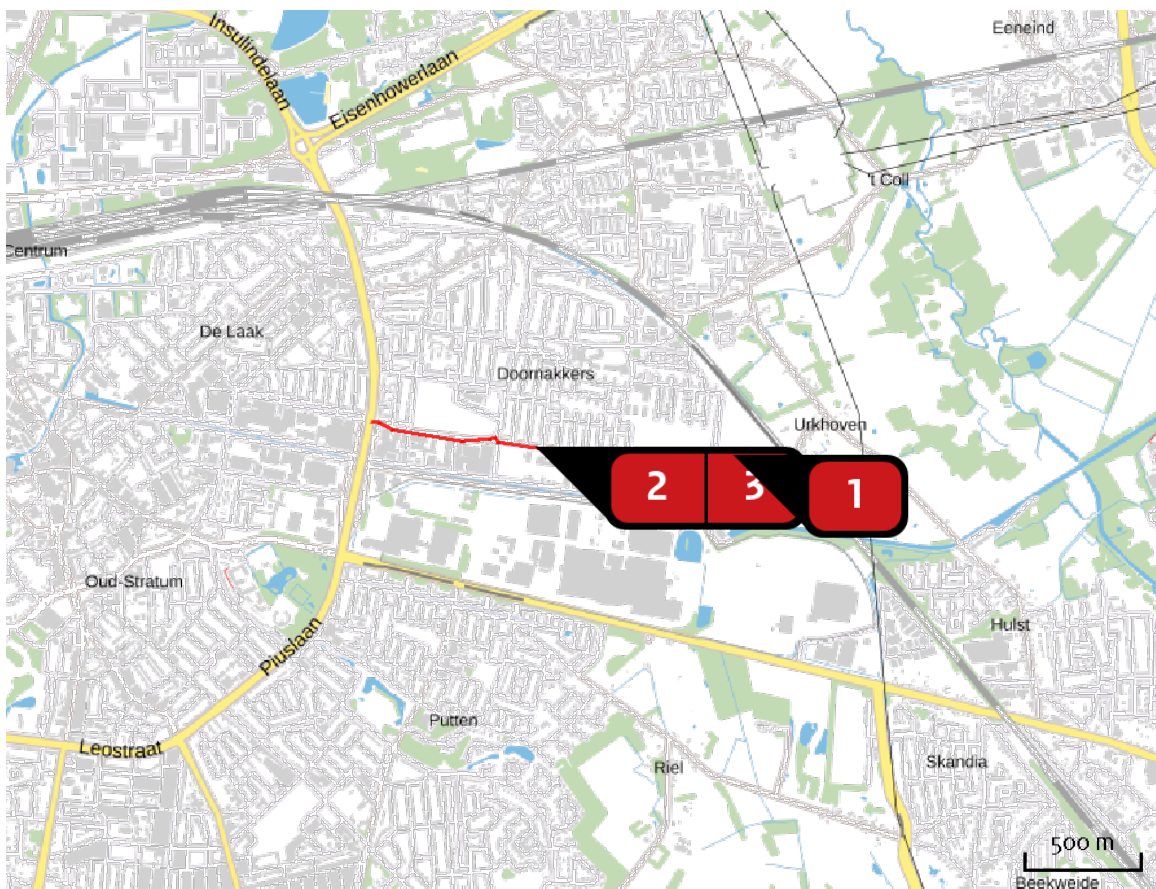 Eeneind
Insulindelaan
Eisenhowerlaan
't Coll
Centrum
De Laak
Doornakkers
Urkhoven
2
3
1
Oud-Stratum
Piuslaan
Hulst
Putten
Leostraat
Riel
Skandia
500 m
Beekweide